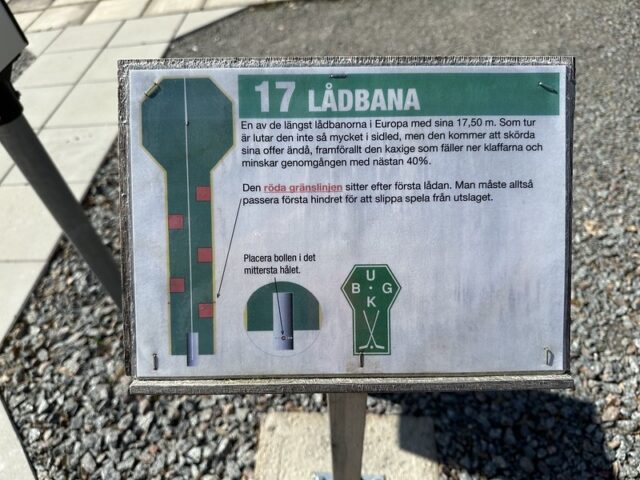 17 LÅDBANA
En av de längst lådbanorna i Europa med sina 17,50 m. Som tur
är lutar den inte så mycket i sidled, men den kommer att skörda
sina offer ändå, framförallt den kaxige som fäller ner klaffarna och
minskar genomgången med nästan 40%.
Den röda gränslinjen sitter efter första lådan. Man måste alltså
passera första hindret för att slippa spela från utslaget.
Placera bollen i det
mittersta hålet.
U
B · G
K